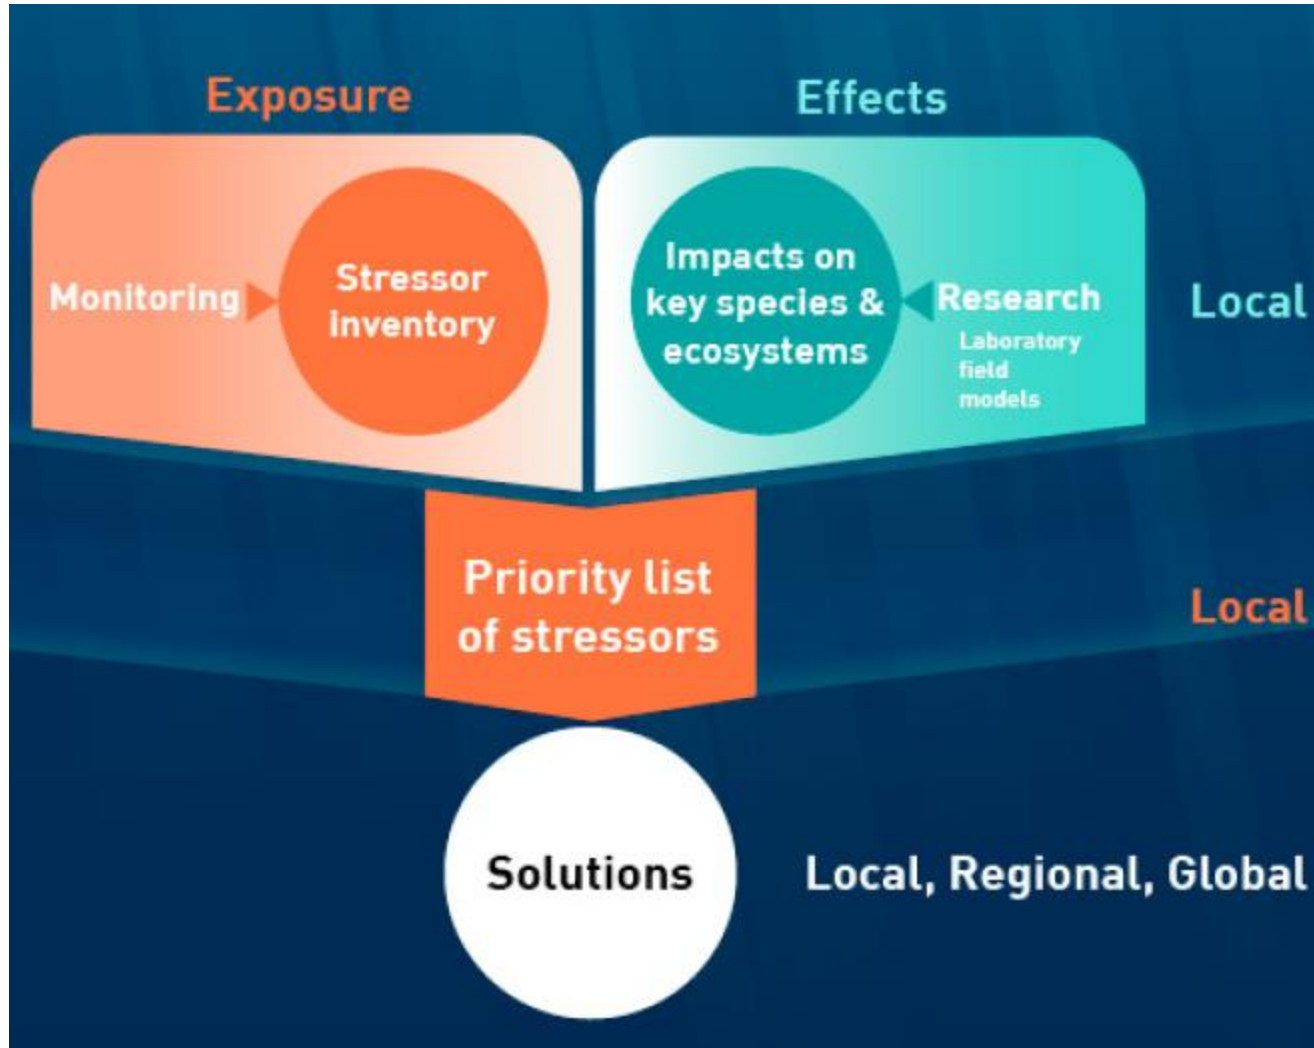 Exposure
Effects
Monitoring
Stressor
inventory
Impacts on
key species &
ecosystems
Research
Laboratory
field
models
Local
Priority list
of stressors
Local
Solutions
Local, Regional, Global